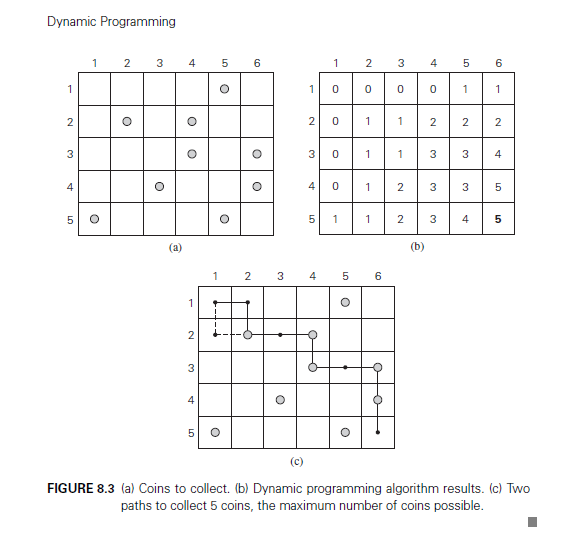 Dynamic Programming
1 2 3 4 5 6
1
2
3
4
5
(a)
1 2 3 4 5 6
1 0 0 0 0 1 1
2 0 1 1 2 2 2
3 0 1 1 3 3 4
4 0 1 2 3 3 5
5 1 1 2 3 4 5
(b)
1 2 3 4 5 6
1
2
3
4
5
(c)
FIGURE 8.3 (a) Coins to collect. (b) Dynamic programming algorithm results. (c) Two
paths to collect 5 coins, the maximum number of coins possible.